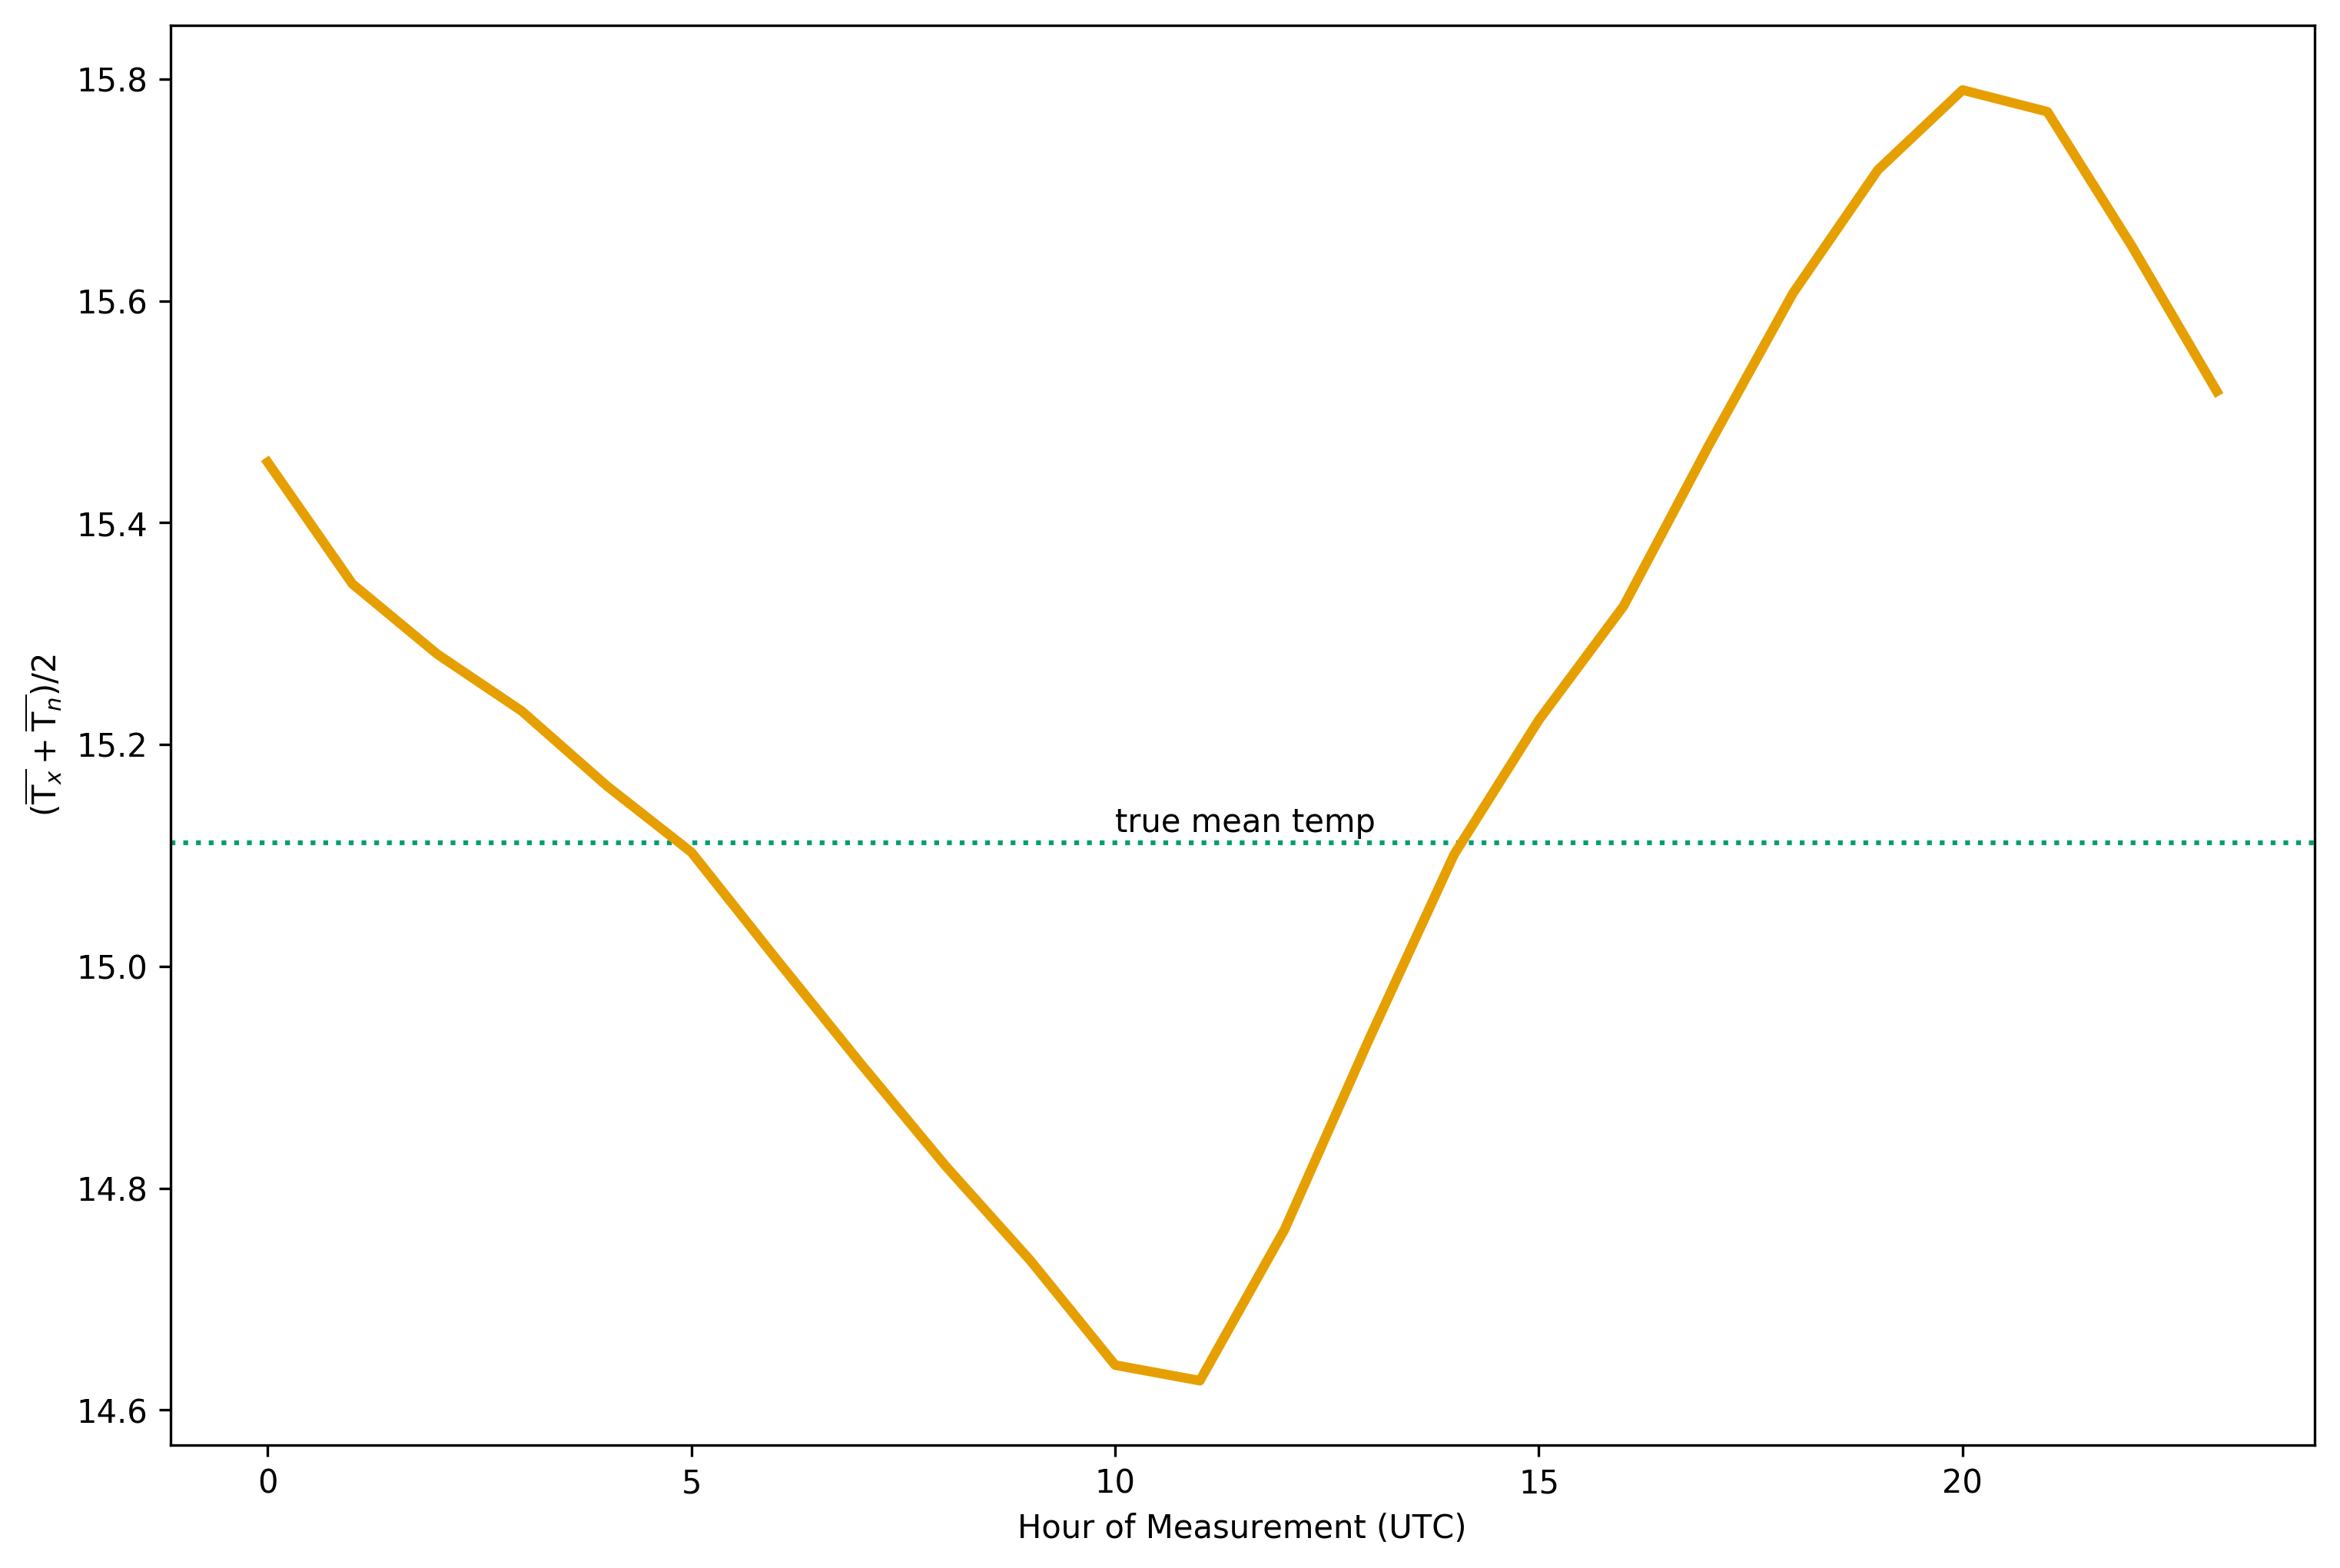 15.8
15.6
15.4
15.2
15.0
14.8
14.6
(T̅ₓ + T̅ₙ)/2
true mean temp
0 5 10 15 20
Hour of Measurement (UTC)